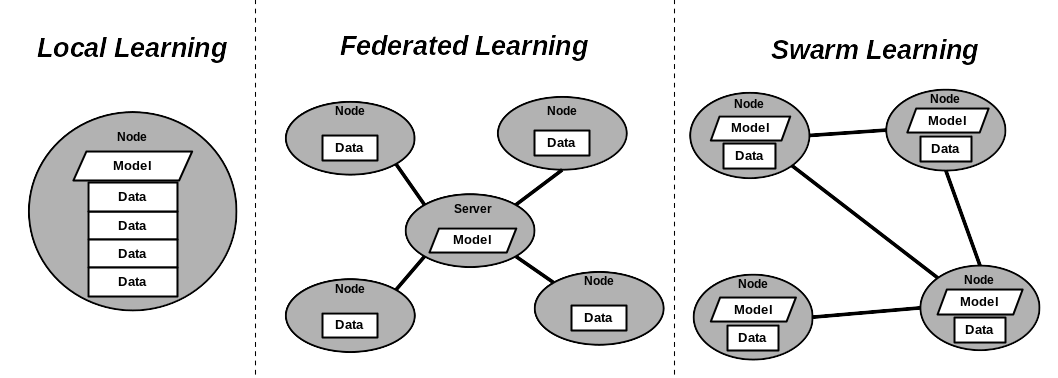 Local Learning
Node
Model
Data
Data
Data
Data
Federated Learning
Node
Data
Node
Data
Server
Model
Node
Data
Node
Data
Swarm Learning
Node
Model
Data
Node
Model
Data
Node
Model
Data
Node
Model
Data